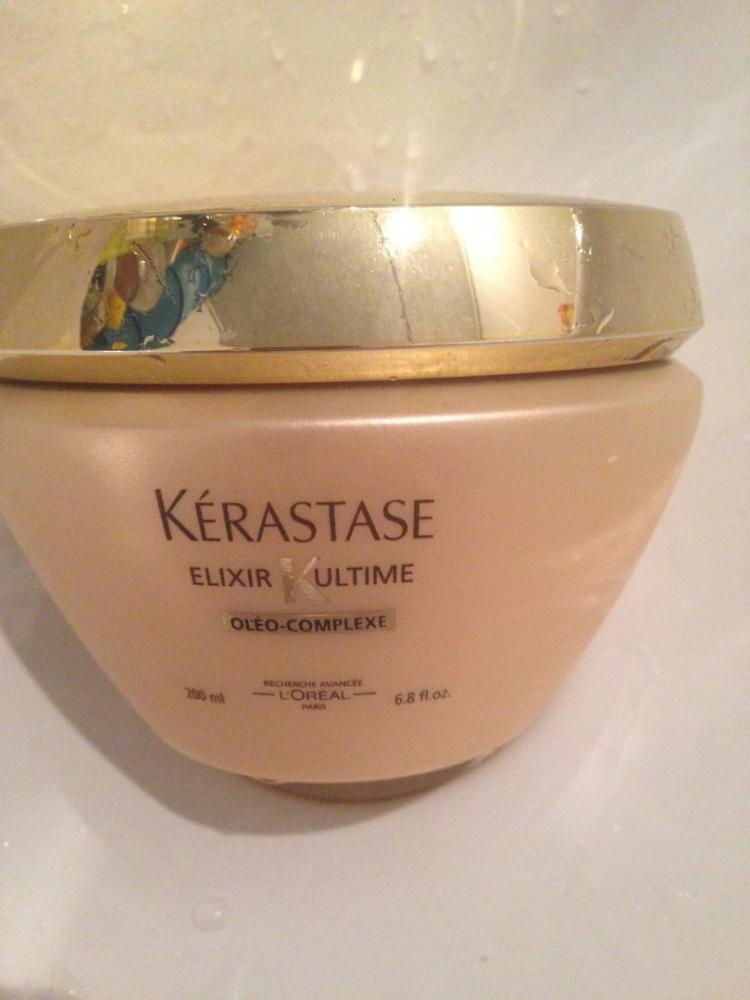 KÉRASTASE
ELIXIR K ULTIME
OLÉO-COMPLEXE
RECHERCHE AVANCÉE
200 ml — L'ORÉAL — 6.8 fl.oz.
PARIS